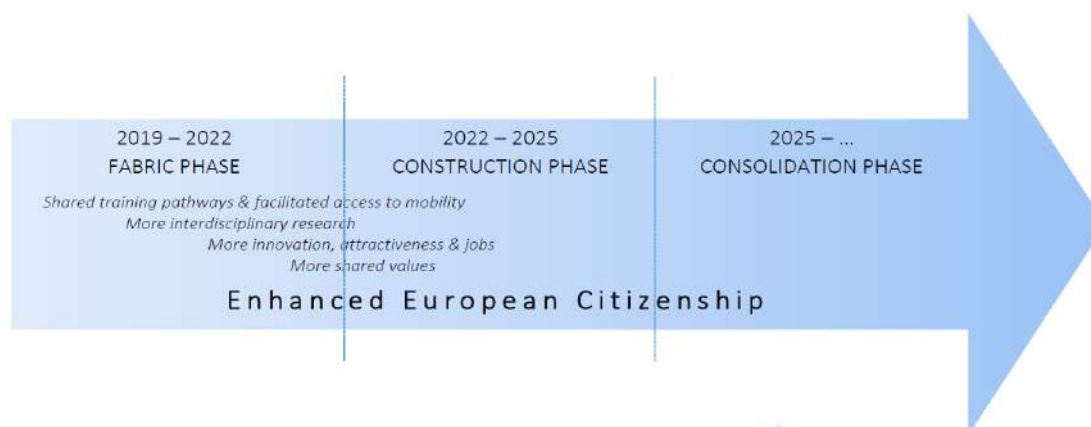 2019 – 2022
FABRIC PHASE
2022 – 2025
CONSTRUCTION PHASE
2025 – ...
CONSOLIDATION PHASE
Shared training pathways & facilitated access to mobility
More interdisciplinary research
More innovation, attractiveness & jobs
More shared values
Enhanced European Citizenship